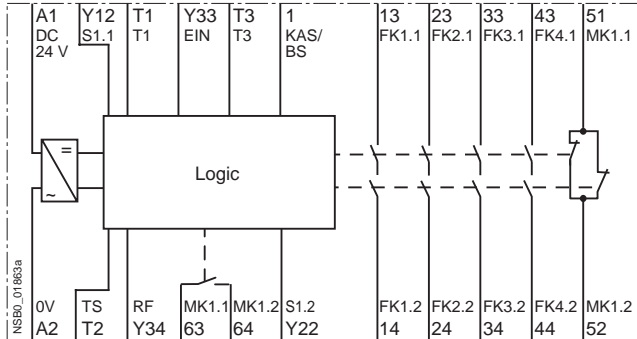 A1 Y12 T1 Y33 T3 1 13 23 33 43 51
DC S1.1 T1 EIN T3 KAS/ FK1.1 FK2.1 FK3.1 FK4.1 MK1.1
24 V BS
=
~
Logic
NSB0_01863a
0V TS RF MK1.1 MK1.2 S1.2 FK1.2 FK2.2 FK3.2 FK4.2 MK1.2
A2 T2 Y34 63 64 Y22 14 24 34 44 52